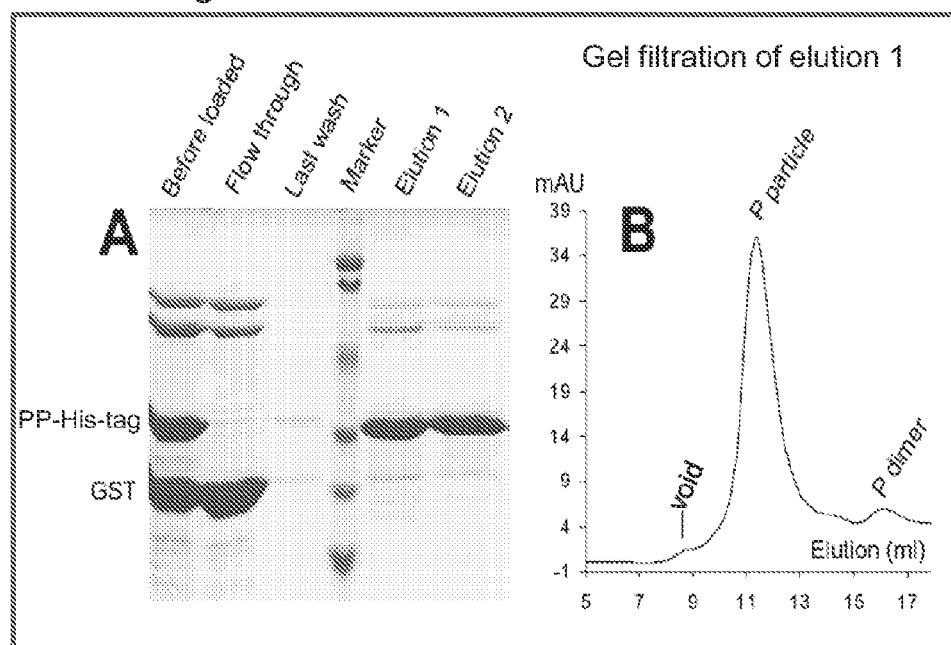 Gel filtration of elution 1
Before loaded
Flow through
Last wash
Marker
Elution 1
Elution 2
A
PP-His-tag
GST
B
mAU
39
34
29
24
19
14
9
4
-1
P particle
void
P dimer
Elution (ml)
5 7 9 11 13 15 17